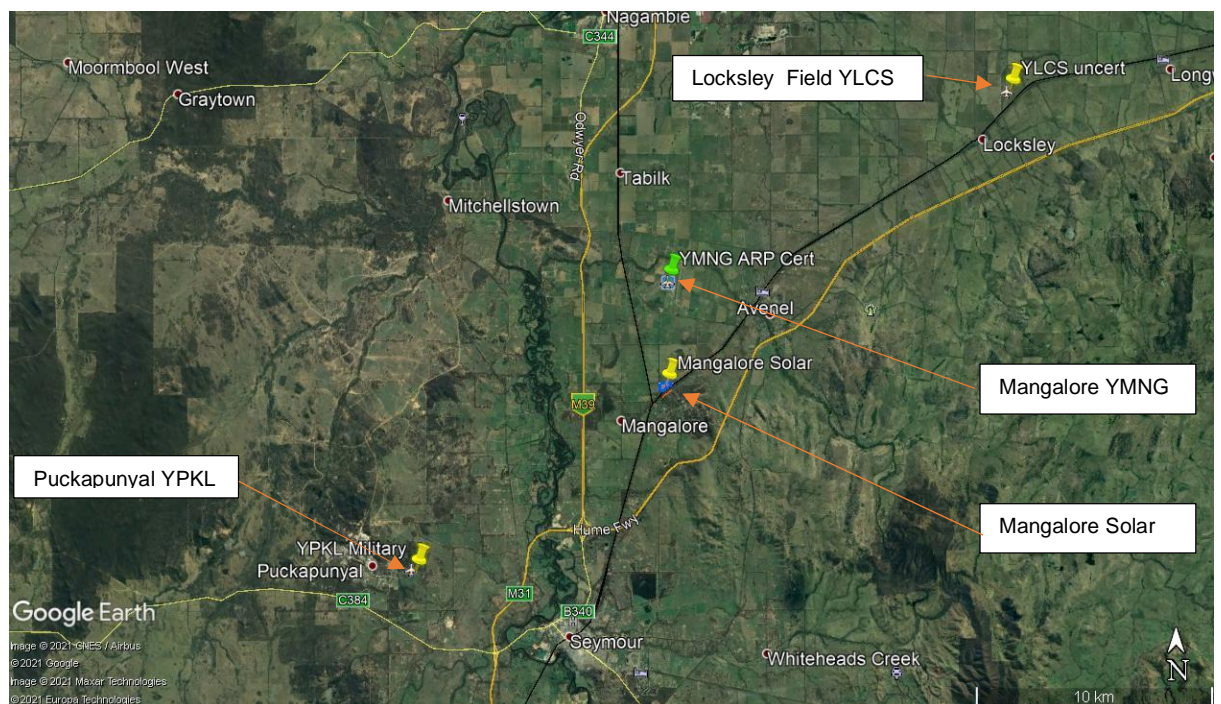 Nagambie
C344
Moormbool West
Graytown
Locksley Field YLCS
YLCS uncert
Odwyer Rd
Locksley
Tabilk
Mitchellstown
YMNG ARP Cert
Avenel
Mangalore Solar
Mangalore YMNG
M39
Mangalore
Puckapunyal YPKL
Mangalore Solar
Hume Fwy
YPKL Military
Puckapunyal
C384
M31
B340
Google Earth
Seymour
Image © 2021 CNES / Airbus
© 2021 Google
Image © 2021 Maxar Technologies
© 2021 Europa Technologies
Whiteheads Creek
N
10 km